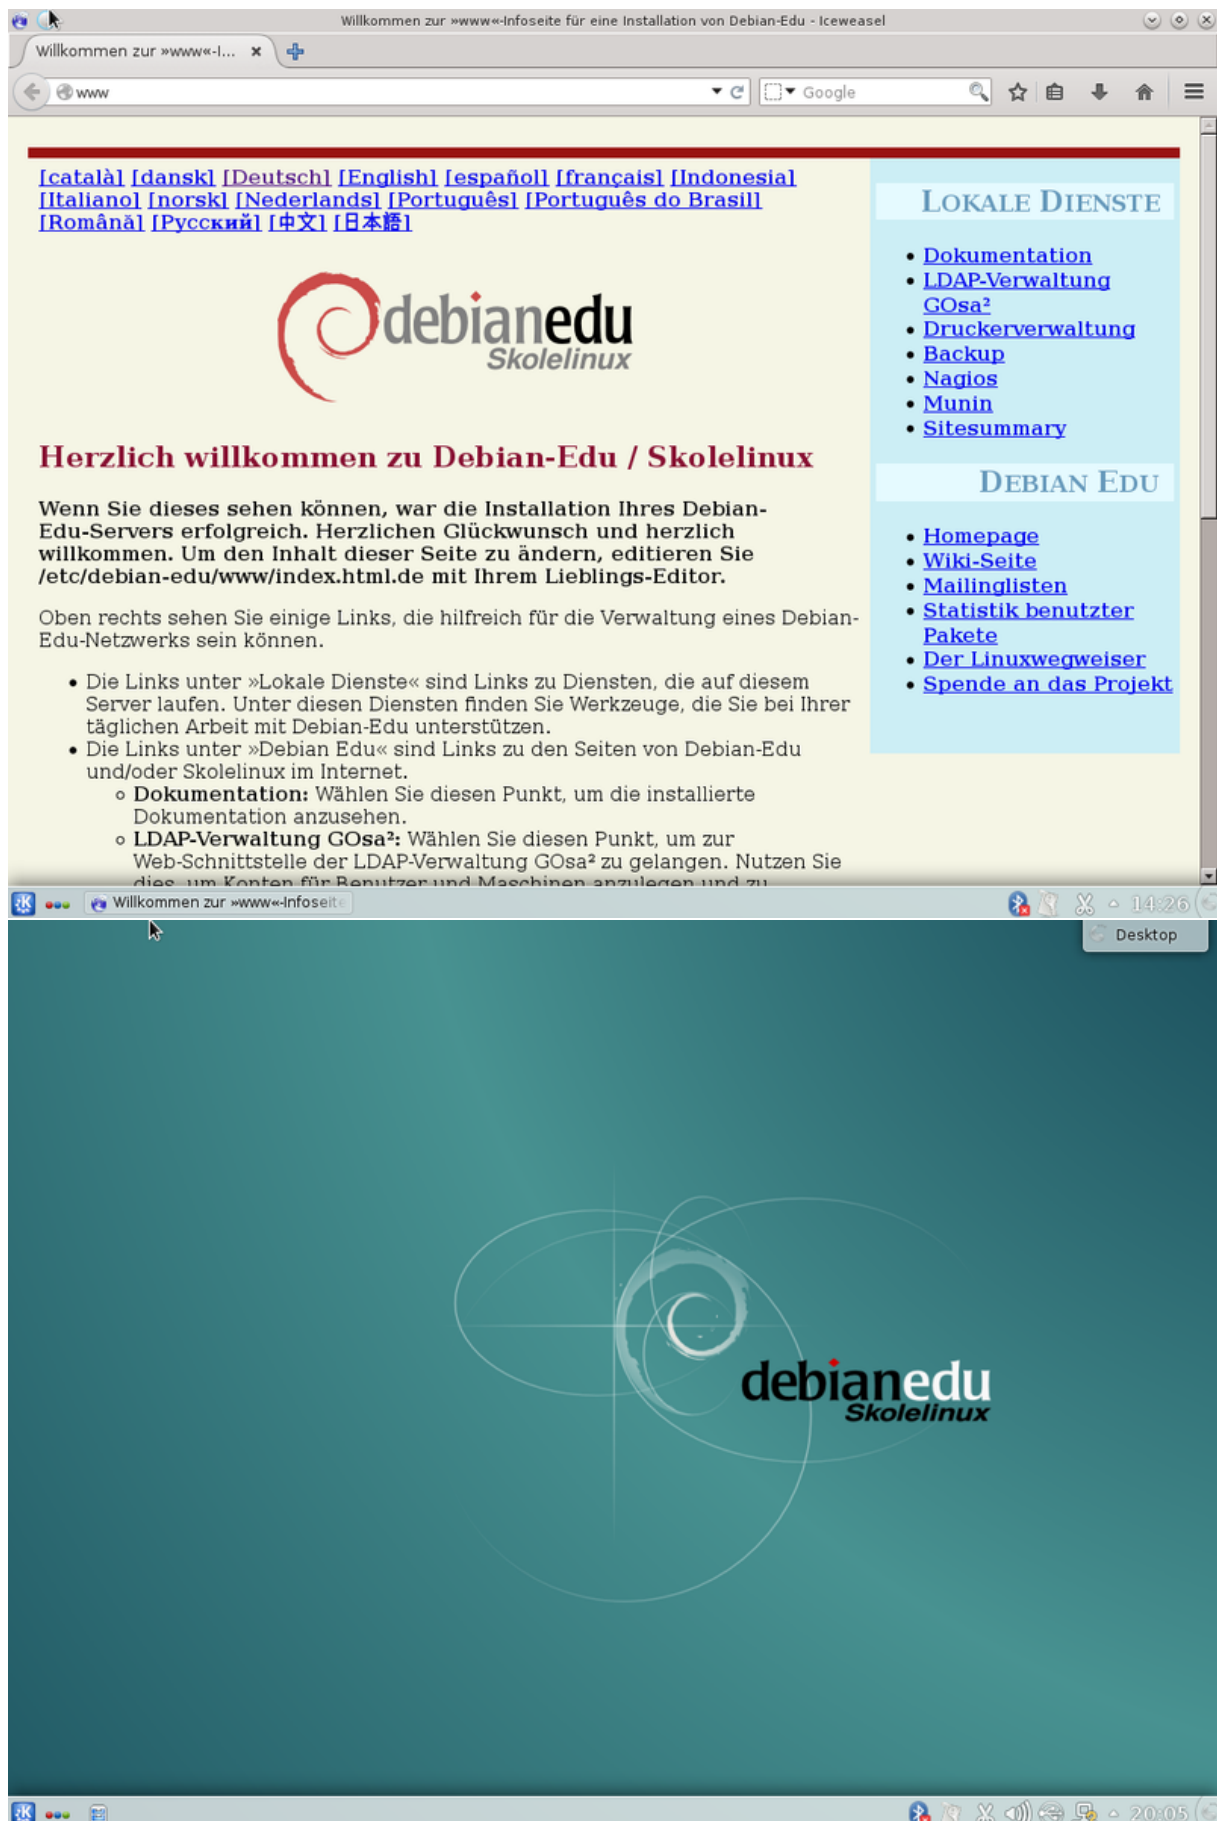 Willkommen zur »www«-Infoseite für eine Installation von Debian-Edu - Iceweasel
Willkommen zur »www«-I...
www
Google
[català] [dansk] [Deutsch] [English] [español] [français] [Indonesia]
[Italiano] [norsk] [Nederlands] [Português] [Português do Brasil]
[Română] [Русский] [中文] [日本語]
debianedu
Skolelinux
Herzlich willkommen zu Debian-Edu / Skolelinux
Wenn Sie dieses sehen können, war die Installation Ihres Debian-
Edu-Servers erfolgreich. Herzlichen Glückwunsch und herzlich
willkommen. Um den Inhalt dieser Seite zu ändern, editieren Sie
/etc/debian-edu/www/index.html.de mit Ihrem Lieblings-Editor.
Oben rechts sehen Sie einige Links, die hilfreich für die Verwaltung eines Debian-
Edu-Netzwerks sein können.
• Die Links unter »Lokale Dienste« sind Links zu Diensten, die auf diesem
Server laufen. Unter diesen Diensten finden Sie Werkzeuge, die Sie bei Ihrer
täglichen Arbeit mit Debian-Edu unterstützen.
• Die Links unter »Debian Edu« sind Links zu den Seiten von Debian-Edu
und/oder Skolelinux im Internet.
◦ Dokumentation: Wählen Sie diesen Punkt, um die installierte
Dokumentation anzusehen.
◦ LDAP-Verwaltung GOsa²: Wählen Sie diesen Punkt, um zur
Web-Schnittstelle der LDAP-Verwaltung GOsa² zu gelangen. Nutzen Sie
dies, um Konten für Benutzer und Maschinen anzulegen und zu
LOKALE DIENSTE
• Dokumentation
• LDAP-Verwaltung
GOsa²
• Druckerverwaltung
• Backup
• Nagios
• Munin
• Sitesummary
DEBIAN EDU
• Homepage
• Wiki-Seite
• Mailinglisten
• Statistik benutzter
Pakete
• Der Linuxwegweiser
• Spende an das Projekt
Willkommen zur »www«-Infoseite
14:26
Desktop
debianedu
Skolelinux
20:05